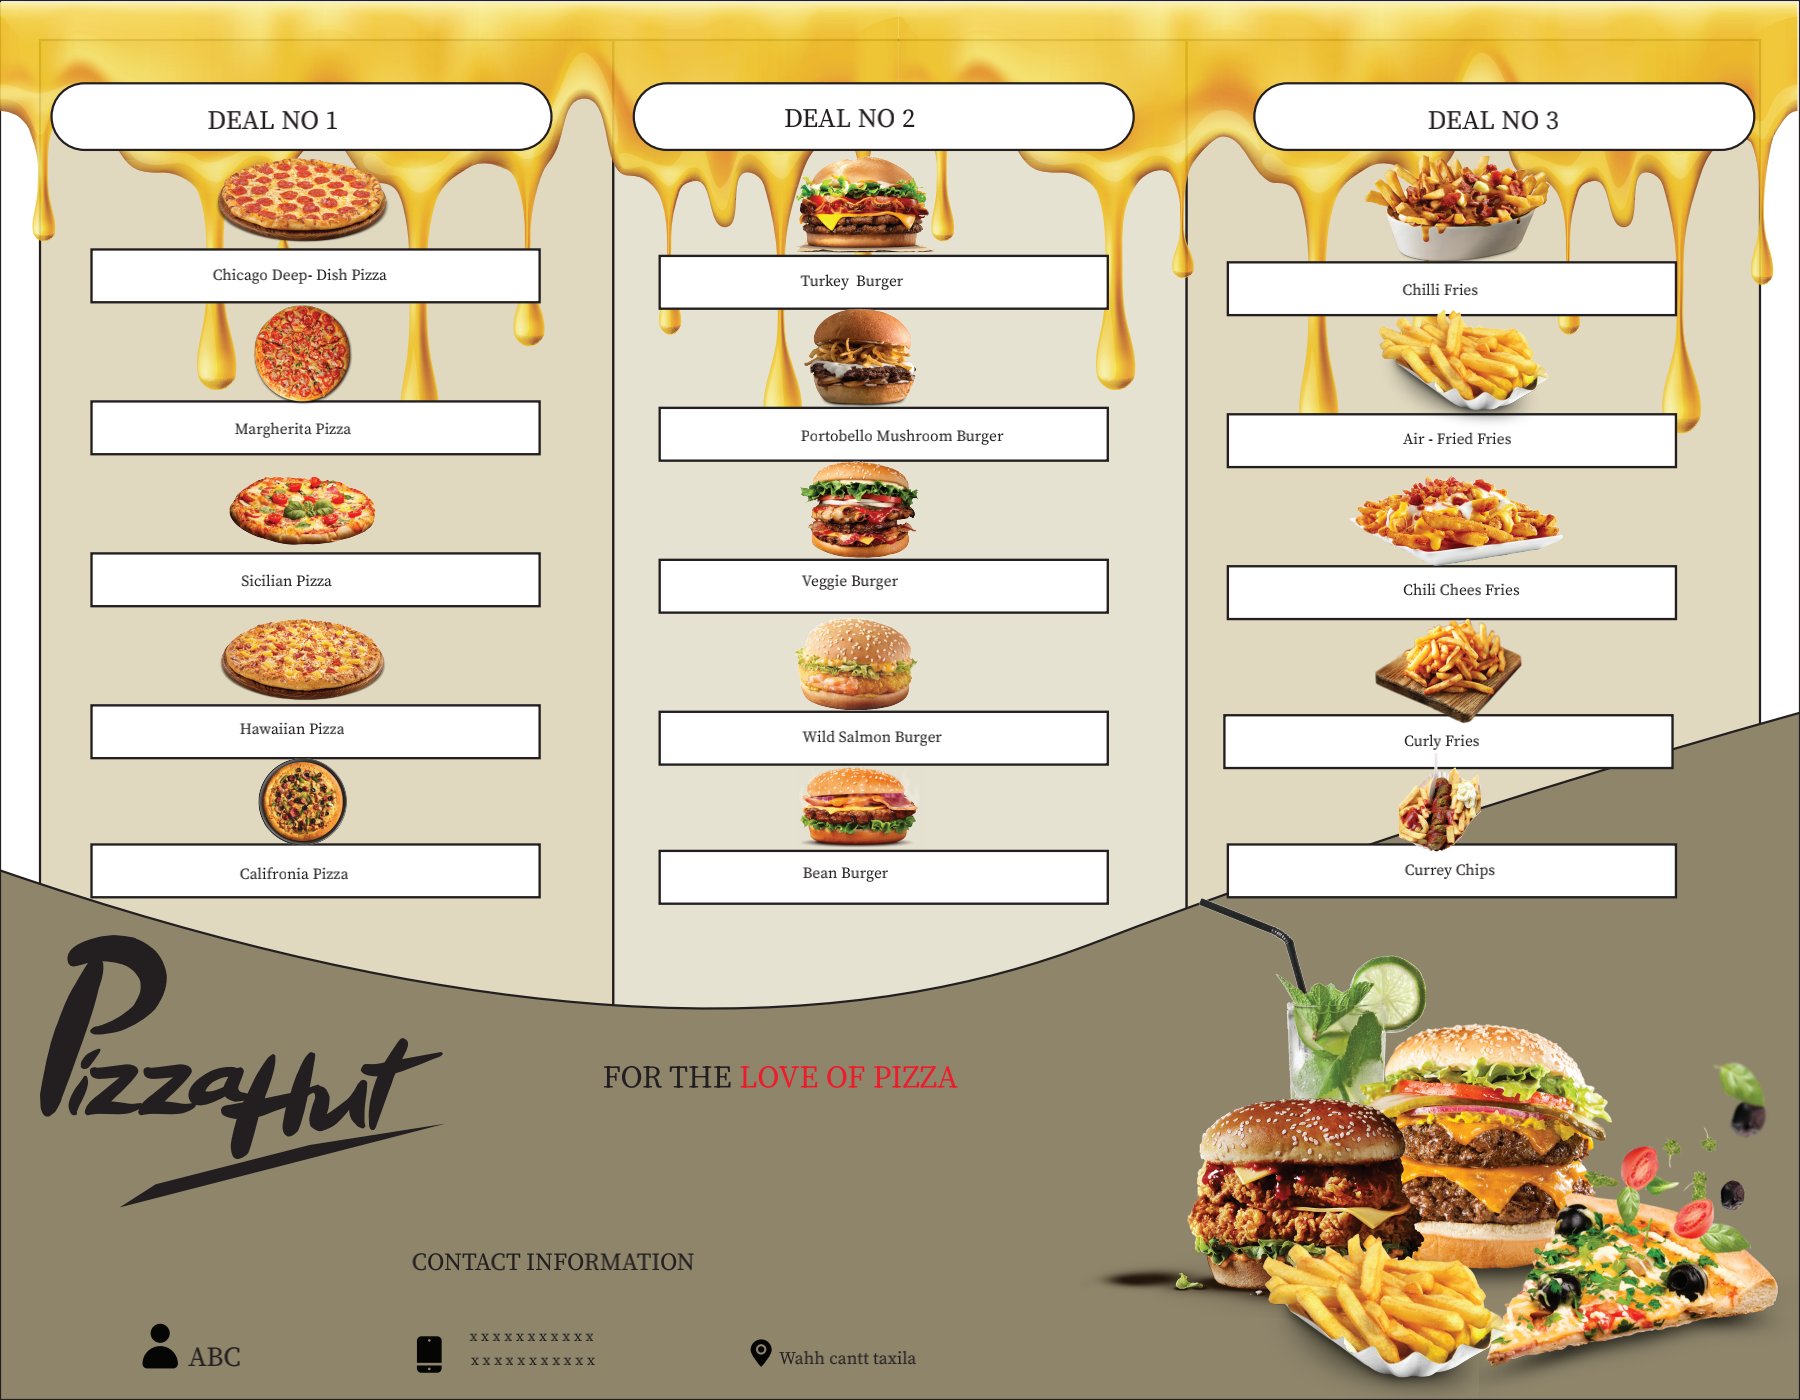 DEAL NO 1
Chicago Deep- Dish Pizza
Margherita Pizza
Sicilian Pizza
Hawaiian Pizza
Califronia Pizza
DEAL NO 2
Turkey  Burger
Portobello Mushroom Burger
Veggie Burger
Wild Salmon Burger
Bean Burger
DEAL NO 3
Chilli Fries
Air - Fried Fries
Chili Chees Fries
Curly Fries
Currey Chips
Pizza Hut
FOR THE LOVE OF PIZZA
CONTACT INFORMATION
ABC
xxxxxxxxxxx
xxxxxxxxxxx
Wahh cantt taxila